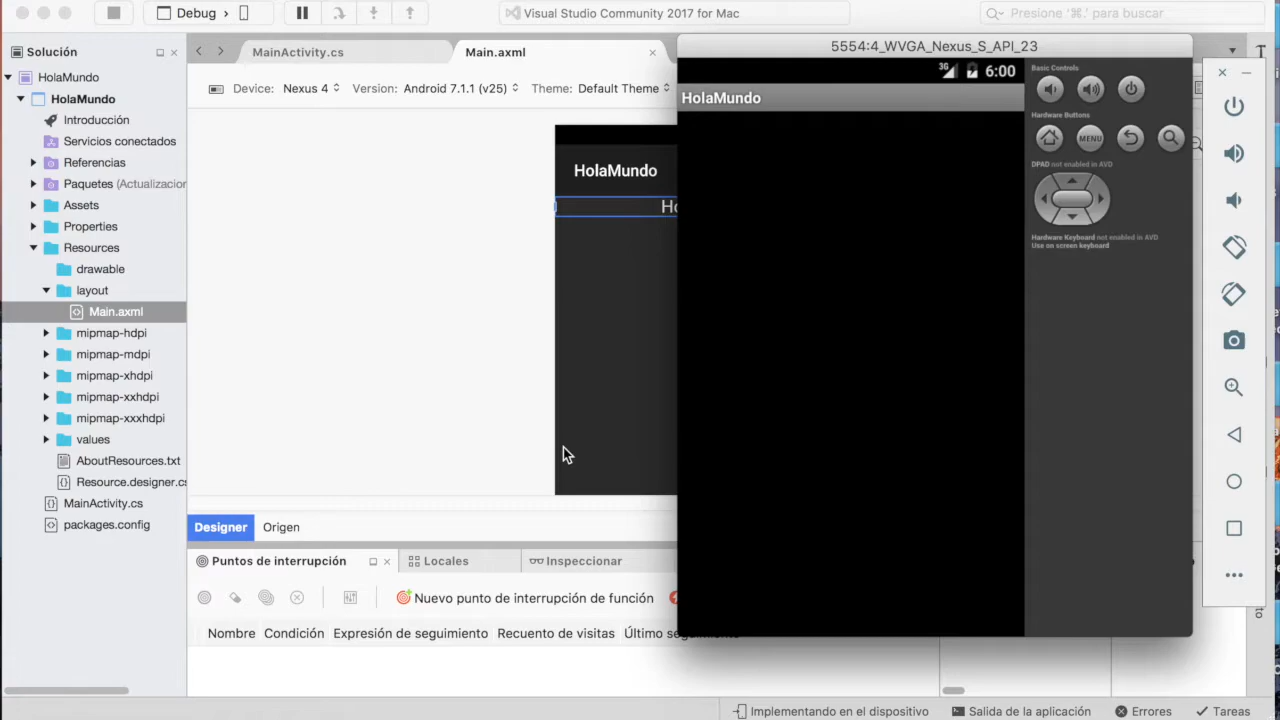 Debug
Visual Studio Community 2017 for Mac
Presione '⌘.' para buscar
Solución
MainActivity.cs
Main.axml
5554:4_WVGA_Nexus_S_API_23
HolaMundo
HolaMundo
Introducción
Servicios conectados
Referencias
Paquetes (Actualizacion
Assets
Properties
Resources
drawable
layout
Main.axml
mipmap-hdpi
mipmap-mdpi
mipmap-xhdpi
mipmap-xxhdpi
mipmap-xxxhdpi
values
AboutResources.txt
Resource.designer.cs
MainActivity.cs
packages.config
Device: Nexus 4 Version: Android 7.1.1 (v25) Theme: Default Theme
HolaMundo
Ho
3G 6:00
HolaMundo
Basic Controls
Hardware Buttons
MENU
DPAD not enabled in AVD
Hardware Keyboard not enabled in AVD
Use on screen keyboard
Designer Origen
Puntos de interrupción
Locales
Inspeccionar
Nuevo punto de interrupción de función
Nombre Condición Expresión de seguimiento Recuento de visitas Último seguimiento
Implementando en el dispositivo Salida de la aplicación Errores Tareas